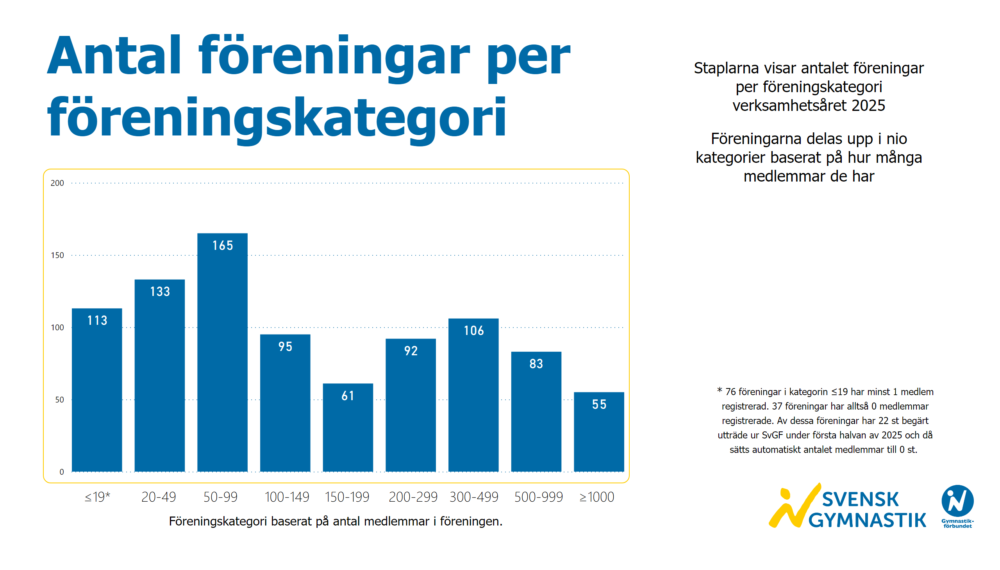 Antal föreningar per
föreningskategori
Staplarna visar antalet föreningar
per föreningskategori
verksamhetsåret 2025
Föreningarna delas upp i nio
kategorier baserat på hur många
medlemmar de har
200
150
100
50
0
113
133
165
95
61
92
106
83
55
≤19*
20-49
50-99
100-149
150-199
200-299
300-499
500-999
≥1000
Föreningskategori baserat på antal medlemmar i föreningen.
* 76 föreningar i kategorin ≤19 har minst 1 medlem
registrerad. 37 föreningar har alltså 0 medlemmar
registrerade. Av dessa föreningar har 22 st begärt
utträde ur SvGF under första halvan av 2025 och då
sätts automatiskt antalet medlemmar till 0 st.
SVENSK
GYMNASTIK
Gymnastik-
förbundet